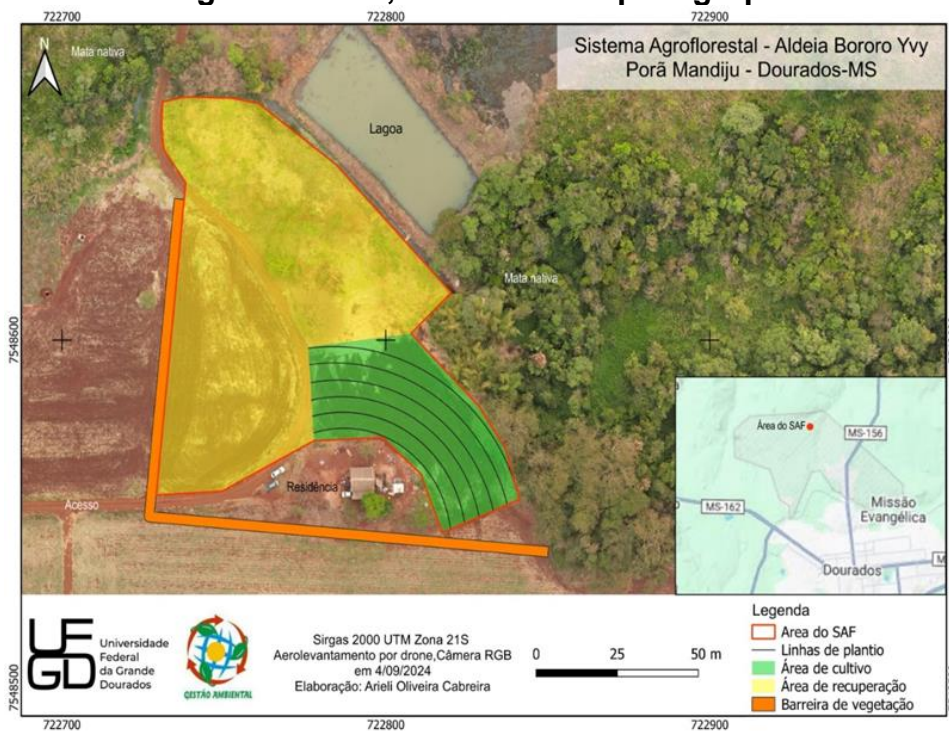 722700
722800
722900
N
Mata nativa
Sistema Agroflorestal - Aldeia Bororo Yvy
Porã Mandiju - Dourados-MS
Lagoa
Mata nativa
7548600
Área do SAF
MS-156
Residência
Acesso
MS-162
Missão
Evangélica
Dourados
M
UFGD
Universidade
Federal
da Grande
Dourados
GESTÃO AMBIENTAL
Sirgas 2000 UTM Zona 21S
Aerolevantamento por drone,Câmera RGB
em 4/09/2024
Elaboração: Arieli Oliveira Cabreira
0 25 50 m
Legenda
Area do SAF
Linhas de plantio
Área de cultivo
Área de recuperação
Barreira de vegetação
7548500
722700
722800
722900